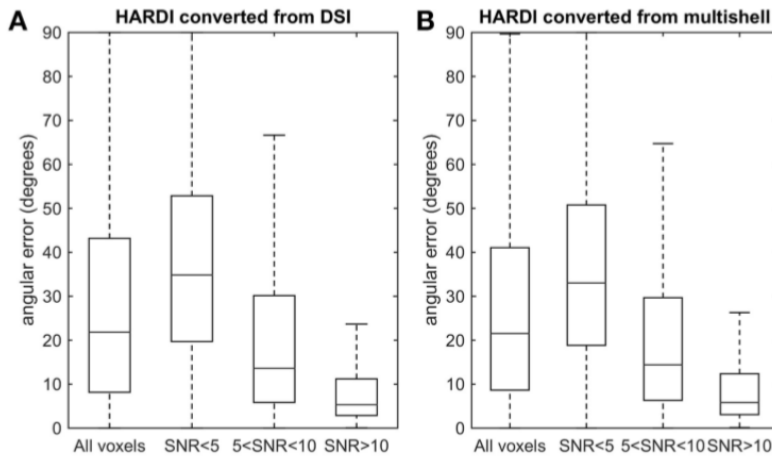 A
HARDI converted from DSI
angular error (degrees)
90
80
70
60
50
40
30
20
10
0
All voxels SNR<5 5<SNR<10 SNR>10
B
HARDI converted from multishell
angular error (degrees)
90
80
70
60
50
40
30
20
10
0
All voxels SNR<5 5<SNR<10 SNR>10